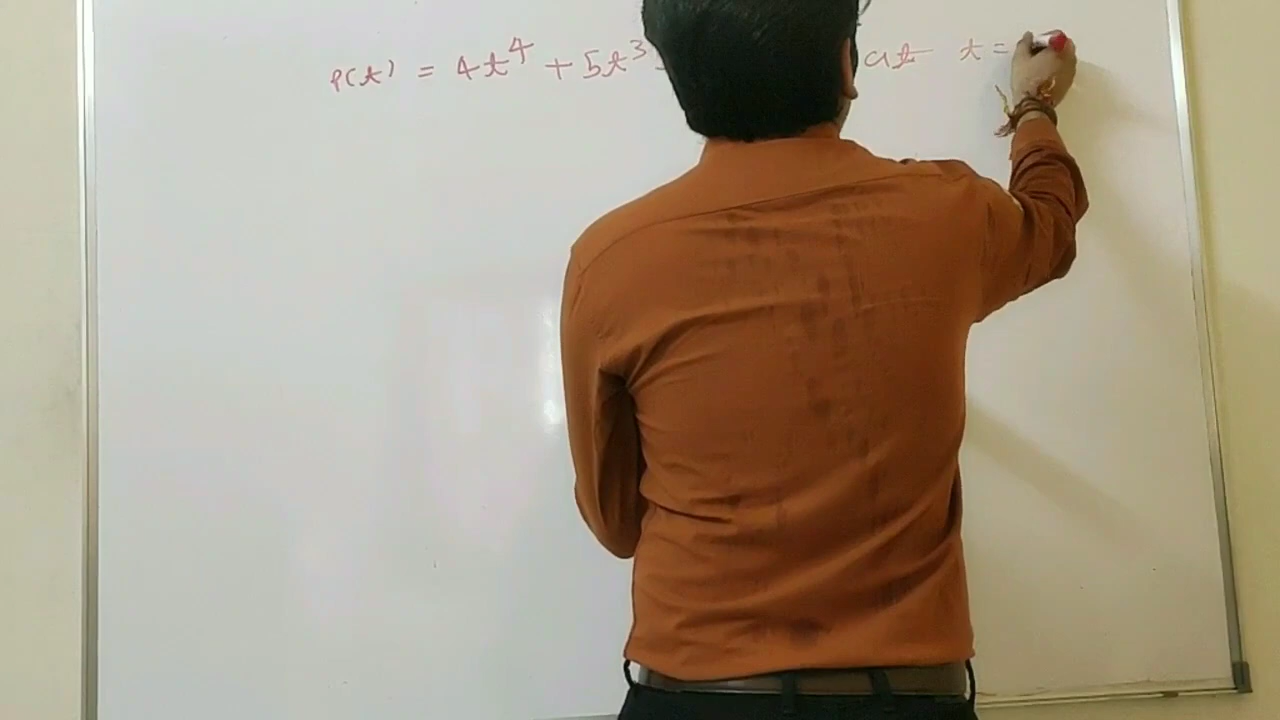 P(t) = 4t⁴ + 5t³ at t =